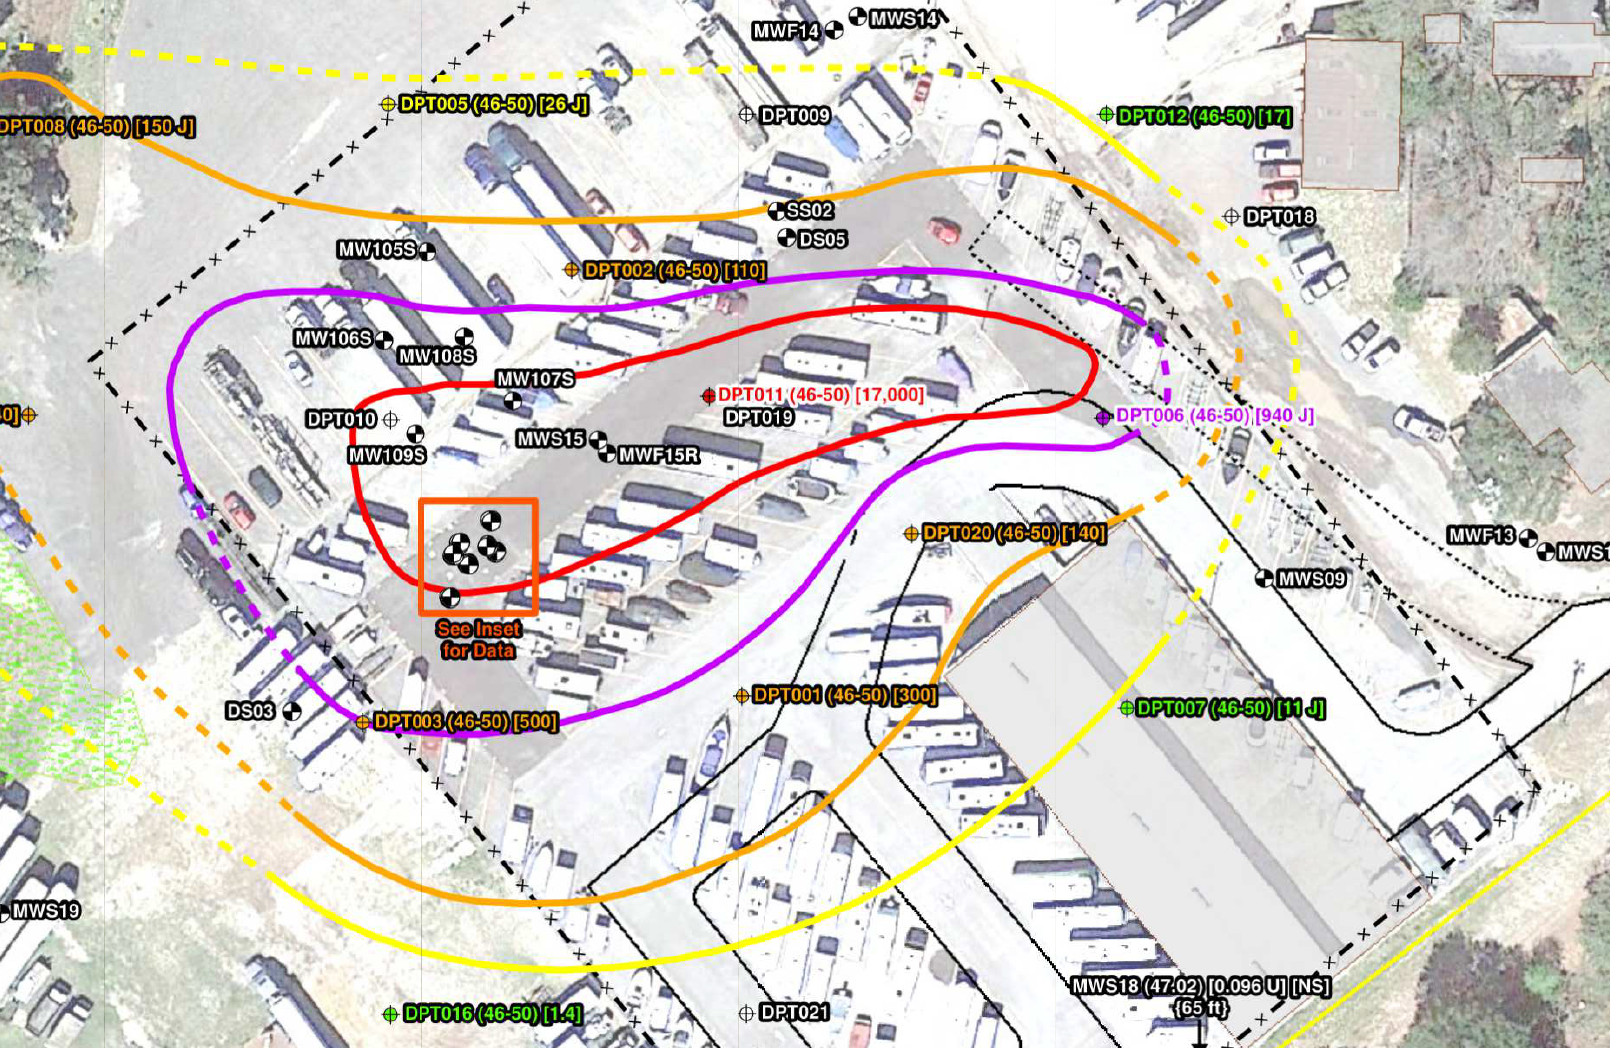 MWS14
MWF14
DPT005 (46-50) [26 J]
DPT009
DPT012 (46-50) [17]
DPT008 (46-50) [150 J]
SS02
DPT018
DS05
MW105S
DPT002 (46-50) [110]
MW106S
MW108S
MW107S
DPT011 (46-50) [17,000]
DPT019
0]
DPT010
DPT006 (46-50) [940 J]
MWS15
MW109S
MWF15R
DPT020 (46-50) [140]
MWF13
MWS1
MWS09
See Inset
for Data
DPT001 (46-50) [300]
DS03
DPT003 (46-50) [500]
DPT007 (46-50) [11 J]
MWS19
MWS18 (47.02) [0.096 U] [NS]
{65 ft}
DPT016 (46-50) [1.4]
DPT021